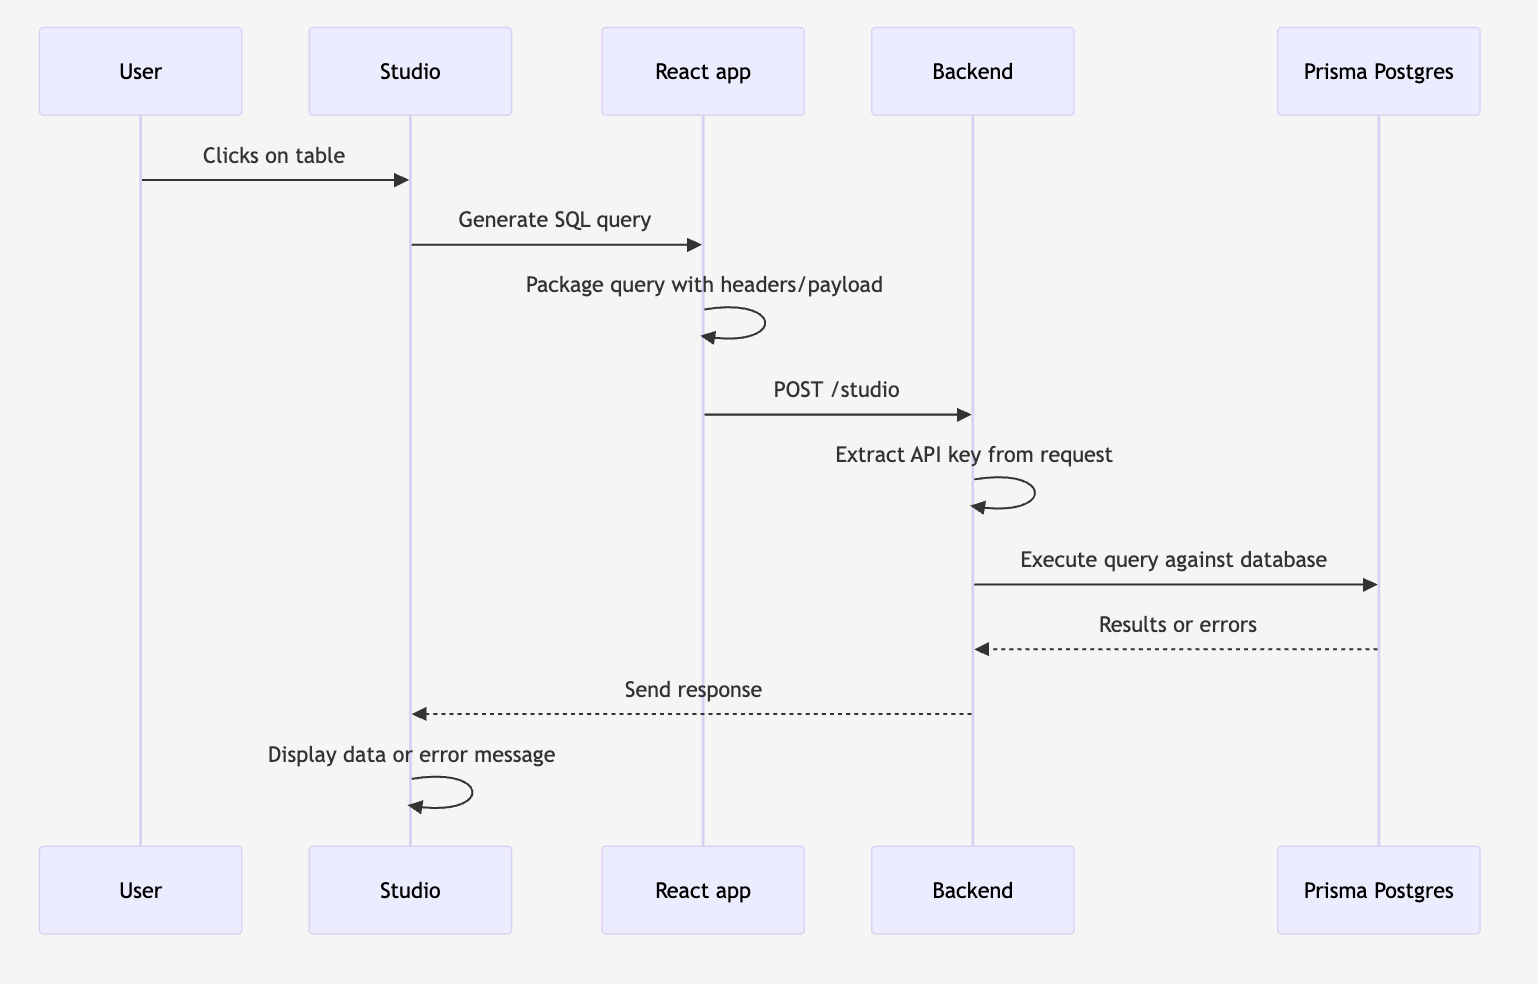 User
Studio
React app
Backend
Prisma Postgres
Clicks on table
Generate SQL query
Package query with headers/payload
POST /studio
Extract API key from request
Execute query against database
Results or errors
Send response
Display data or error message
User
Studio
React app
Backend
Prisma Postgres